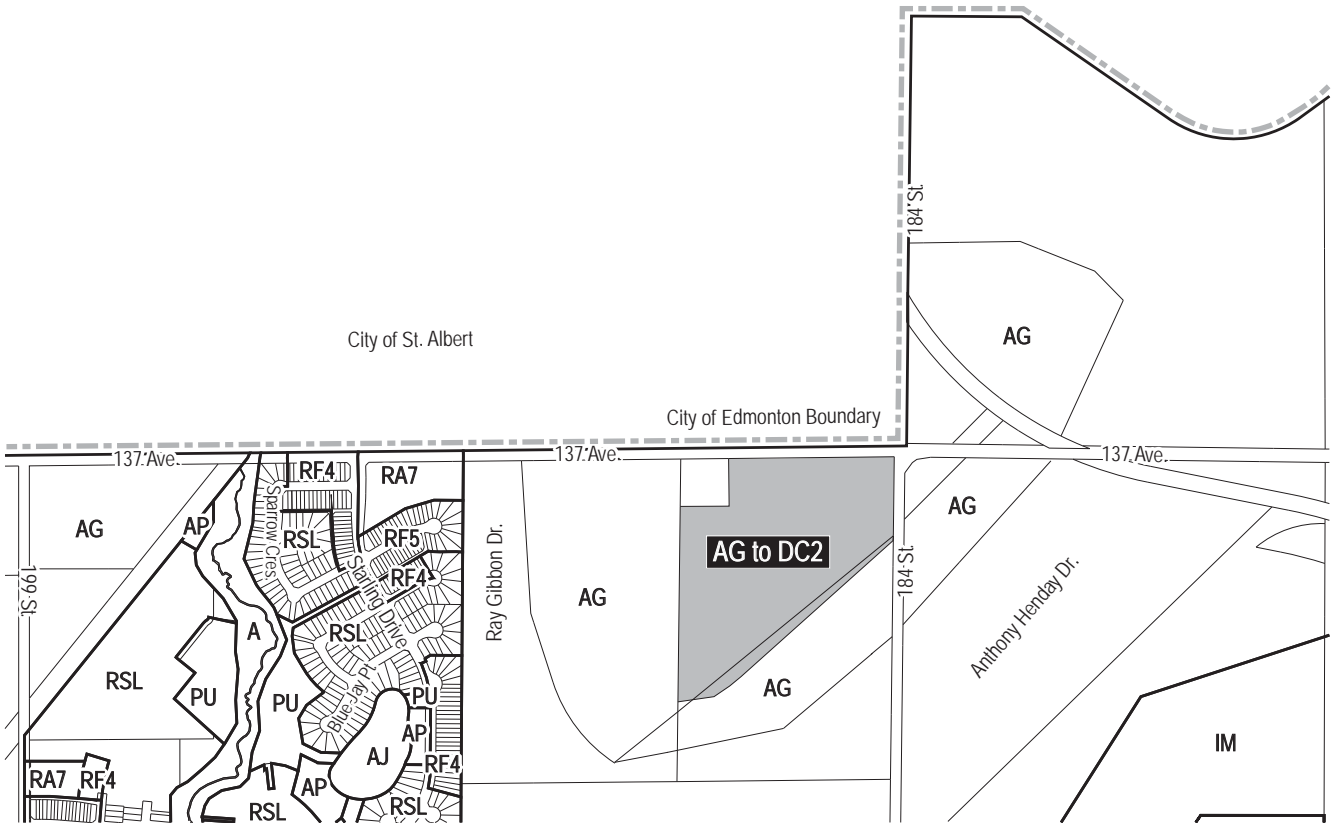 184 St.
City of St. Albert
AG
City of Edmonton Boundary
137 Ave.
137 Ave.
137 Ave.
RF4
RA7
AG
AP
Sparrow Cres
RSL
RF5
Starling Drive
RF4
Ray Gibbon Dr.
AG to DC2
AG
184 St.
199 St.
AG
Anthony Henday Dr.
A
RSL
RSL
PU
PU
Blue Jay Pt
PU
AG
AP
AJ
IM
RA7
RF4
AP
RF4
RSL
RSL